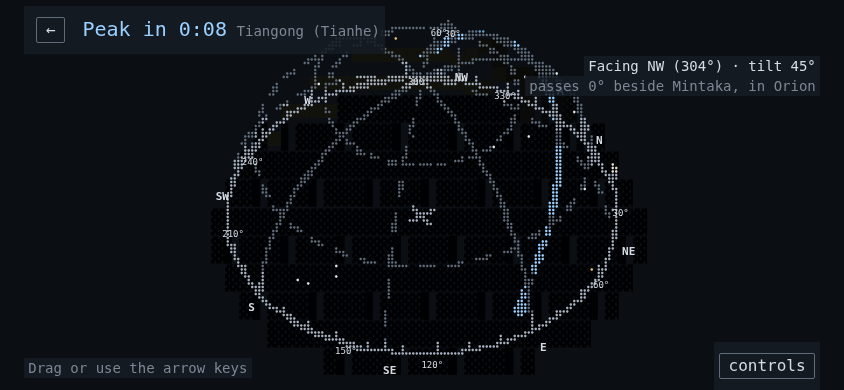 ← Peak in 0:08 Tiangong (Tianhe)
60° 30°
Facing NW (304°) · tilt 45°
300° NW
passes 0° beside Mintaka, in Orion
330°
W
N
240°
SW
30°
210°
NE
60°
S
E
150°
120°
SE
Drag or use the arrow keys
controls